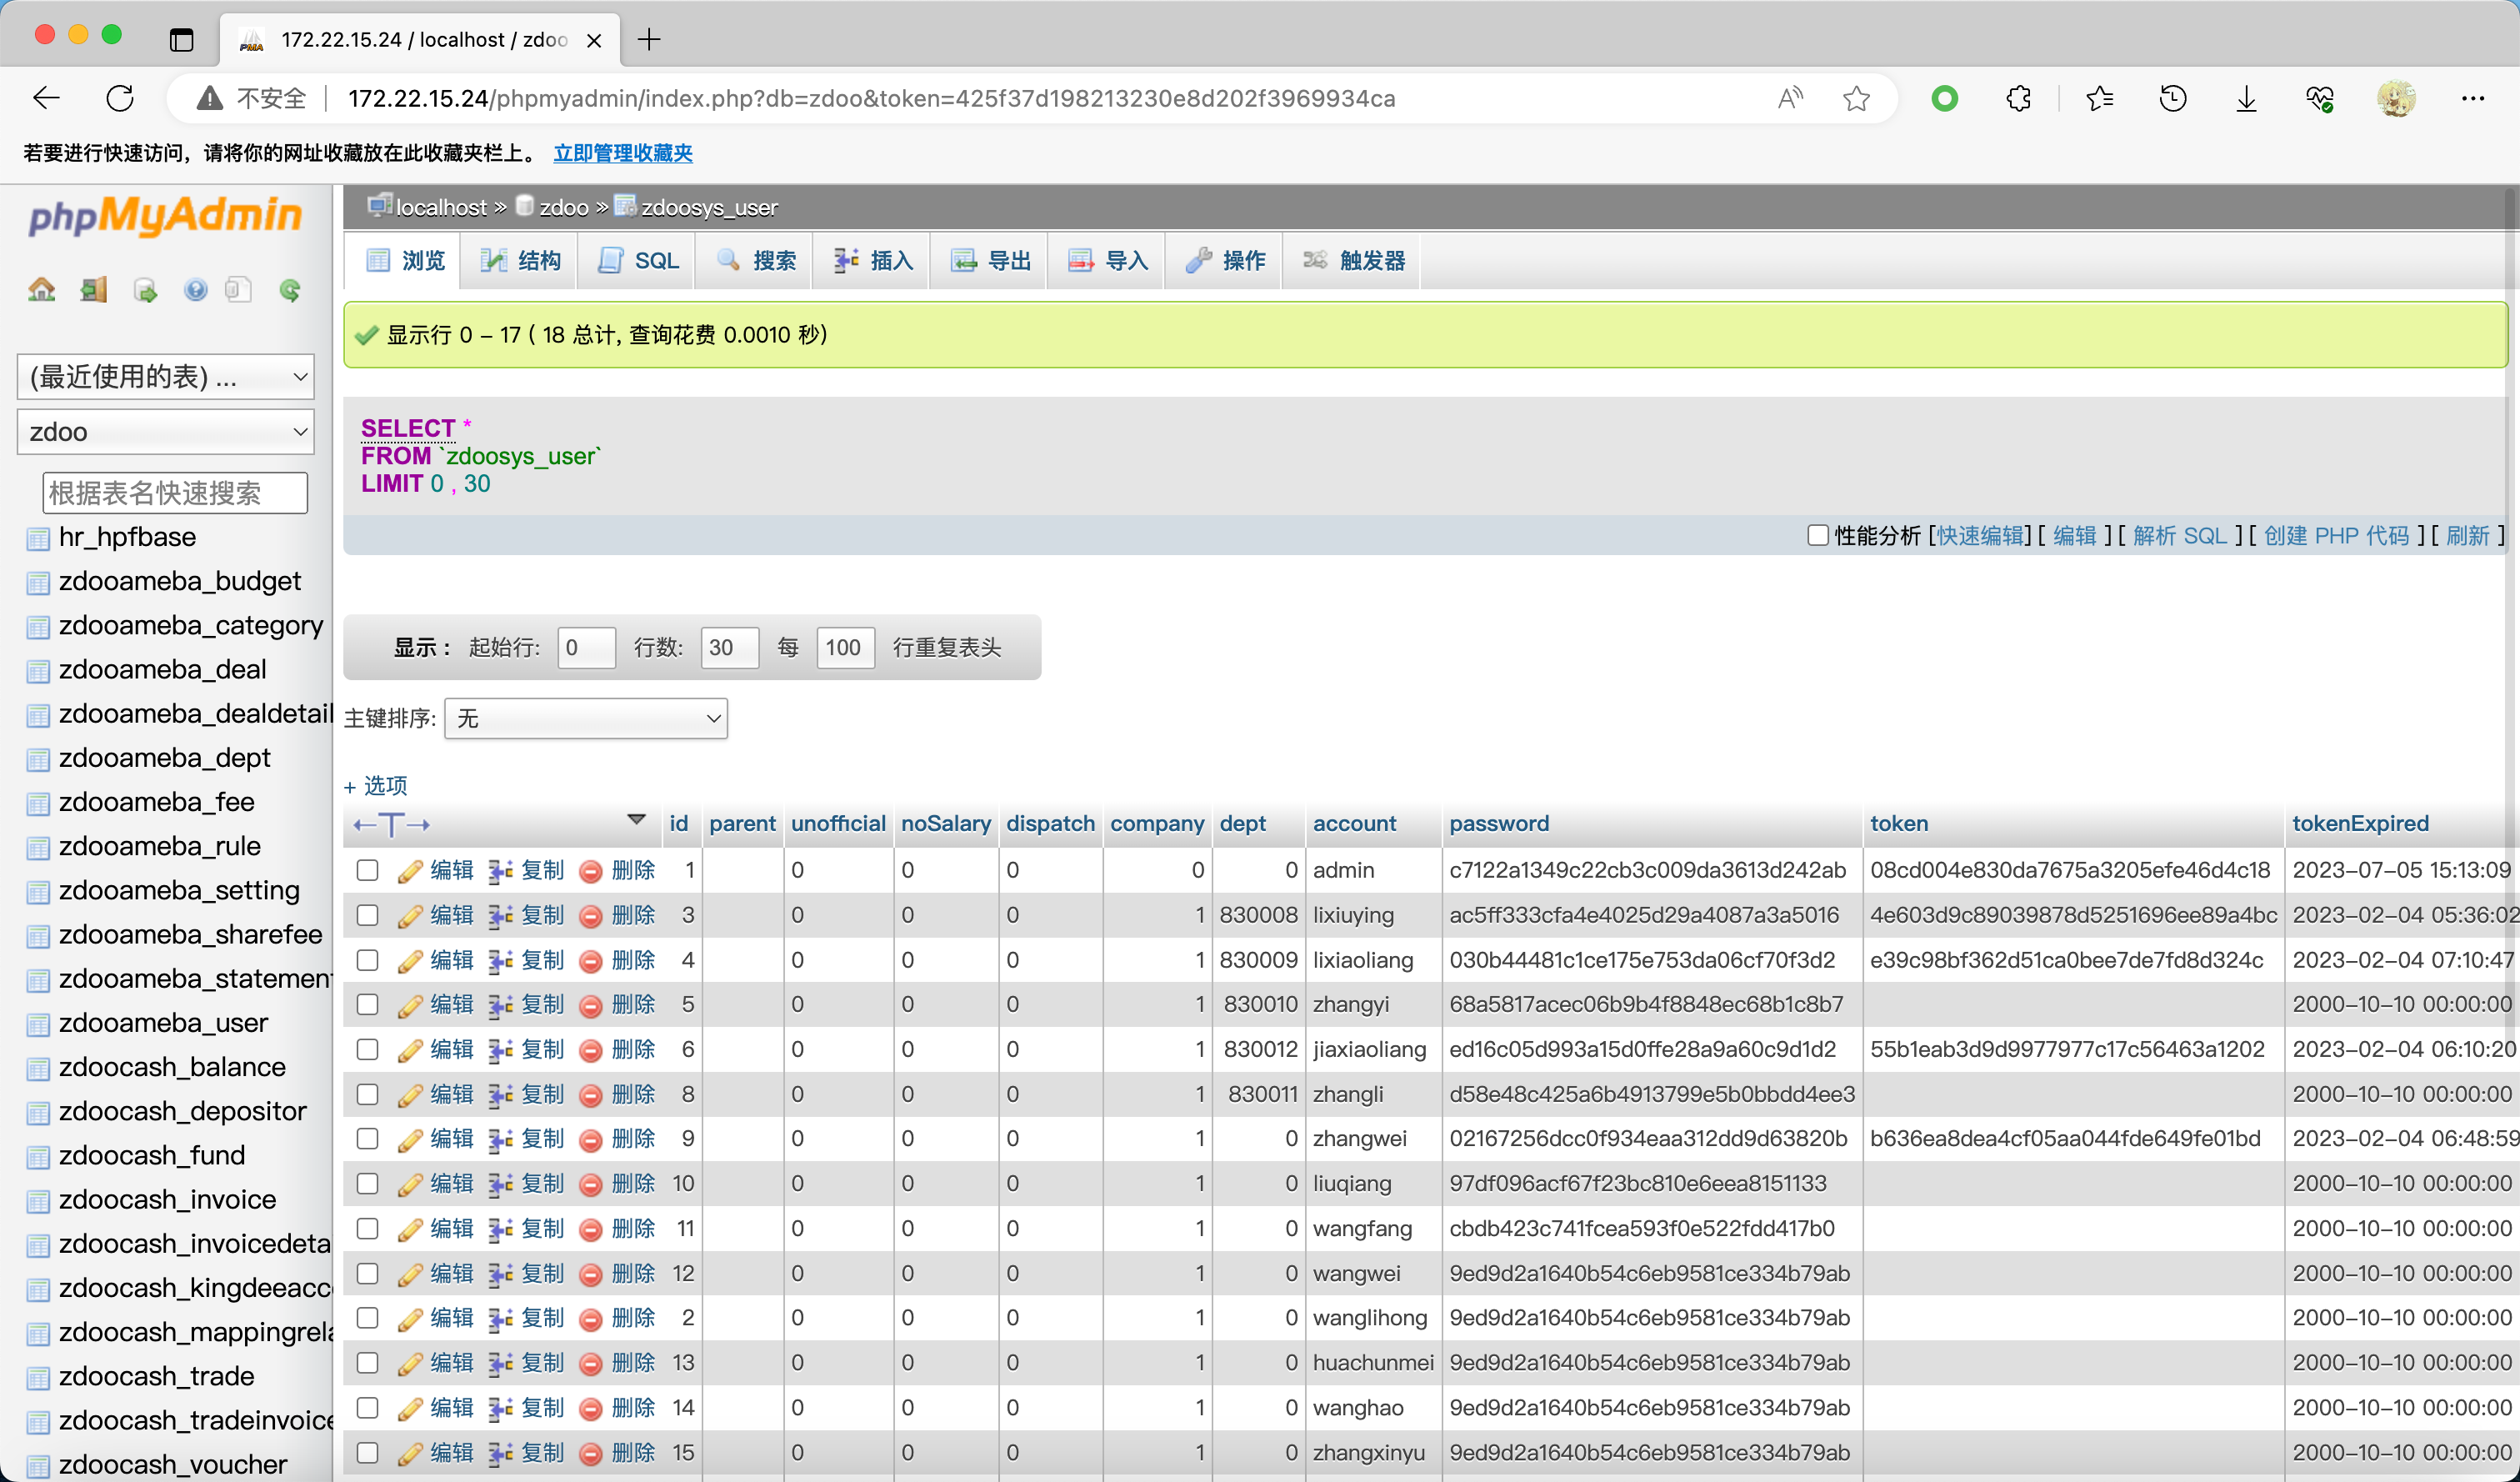 172.22.15.24 / localhost / zdoo
不安全 172.22.15.24/phpmyadmin/index.php?db=zdoo&token=425f37d198213230e8d202f3969934ca
若要进行快速访问，请将你的网址收藏放在此收藏夹栏上。 立即管理收藏夹
phpMyAdmin
(最近使用的表) ...
zdoo
根据表名快速搜索
hr_hpfbase
zdooameba_budget
zdooameba_category
zdooameba_deal
zdooameba_dealdetail
zdooameba_dept
zdooameba_fee
zdooameba_rule
zdooameba_setting
zdooameba_sharefee
zdooameba_statement
zdooameba_user
zdoocash_balance
zdoocash_depositor
zdoocash_fund
zdoocash_invoice
zdoocash_invoicedeta
zdoocash_kingdeeacc
zdoocash_mappingrela
zdoocash_trade
zdoocash_tradeinvoice
zdoocash_voucher
localhost » zdoo » zdoosys_user
浏览 结构 SQL 搜索 插入 导出 导入 操作 触发器
显示行 0 - 17 ( 18 总计, 查询花费 0.0010 秒)
SELECT *
FROM `zdoosys_user`
LIMIT 0 , 30
性能分析 [快速编辑] [ 编辑 ] [ 解析 SQL ] [ 创建 PHP 代码 ] [ 刷新 ]
显示 : 起始行: 0 行数: 30 每 100 行重复表头
主键排序: 无
+ 选项
←T→ id parent unofficial noSalary dispatch company dept account password token tokenExpired
编辑 复制 删除 1 0 0 0 0 0 admin c7122a1349c22cb3c009da3613d242ab 08cd004e830da7675a3205efe46d4c18 2023-07-05 15:13:09
编辑 复制 删除 3 0 0 0 1 830008 lixiuying ac5ff333cfa4e4025d29a4087a3a5016 4e603d9c89039878d5251696ee89a4bc 2023-02-04 05:36:02
编辑 复制 删除 4 0 0 0 1 830009 lixiaoliang 030b44481c1ce175e753da06cf70f3d2 e39c98bf362d51ca0bee7de7fd8d324c 2023-02-04 07:10:47
编辑 复制 删除 5 0 0 0 1 830010 zhangyi 68a5817acec06b9b4f8848ec68b1c8b7 2000-10-10 00:00:00
编辑 复制 删除 6 0 0 0 1 830012 jiaxiaoliang ed16c05d993a15d0ffe28a9a60c9d1d2 55b1eab3d9d9977977c17c56463a1202 2023-02-04 06:10:20
编辑 复制 删除 8 0 0 0 1 830011 zhangli d58e48c425a6b4913799e5b0bbdd4ee3 2000-10-10 00:00:00
编辑 复制 删除 9 0 0 0 1 0 zhangwei 02167256dcc0f934eaa312dd9d63820b b636ea8dea4cf05aa044fde649fe01bd 2023-02-04 06:48:59
编辑 复制 删除 10 0 0 0 1 0 liuqiang 97df096acf67f23bc810e6eea8151133 2000-10-10 00:00:00
编辑 复制 删除 11 0 0 0 1 0 wangfang cbdb423c741fcea593f0e522fdd417b0 2000-10-10 00:00:00
编辑 复制 删除 12 0 0 0 1 0 wangwei 9ed9d2a1640b54c6eb9581ce334b79ab 2000-10-10 00:00:00
编辑 复制 删除 2 0 0 0 1 0 wanglihong 9ed9d2a1640b54c6eb9581ce334b79ab 2000-10-10 00:00:00
编辑 复制 删除 13 0 0 0 1 0 huachunmei 9ed9d2a1640b54c6eb9581ce334b79ab 2000-10-10 00:00:00
编辑 复制 删除 14 0 0 0 1 0 wanghao 9ed9d2a1640b54c6eb9581ce334b79ab 2000-10-10 00:00:00
编辑 复制 删除 15 0 0 0 1 0 zhangxinyu 9ed9d2a1640b54c6eb9581ce334b79ab 2000-10-10 00:00:00